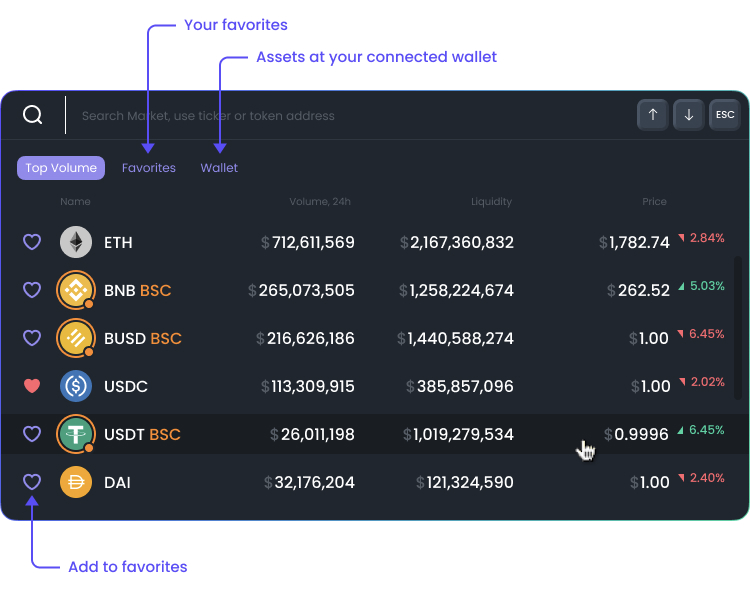 Your favorites
Assets at your connected wallet
Search Market, use ticker or token address
ESC
Top Volume Favorites Wallet
Name Volume, 24h Liquidity Price
ETH $712,611,569 $2,167,360,832 $1,782.74 2.84%
BNB BSC $265,073,505 $1,258,224,674 $262.52 5.03%
BUSD BSC $216,626,186 $1,440,588,274 $1.00 6.45%
USDC $113,309,915 $385,857,096 $1.00 2.02%
USDT BSC $26,011,198 $1,019,279,534 $0.9996 6.45%
DAI $32,176,204 $121,324,590 $1.00 2.40%
Add to favorites